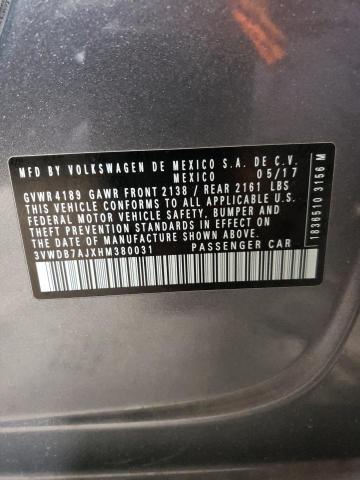 MFD BY VOLKSWAGEN DE MEXICO S.A. DE C.V.
MEXICO 05/17
GVWR4189 GAWR FRONT 2138 / REAR 2161 LBS
THIS VEHICLE CONFORMS TO ALL APPLICABLE U.S.
FEDERAL MOTOR VEHICLE SAFETY, BUMPER AND
THEFT PREVENTION STANDARDS IN EFFECT ON THE
DATE OF MANUFACTURE SHOWN ABOVE.
3VWDB7AJXHM380031 PASSENGER CAR
1836510 3156 M